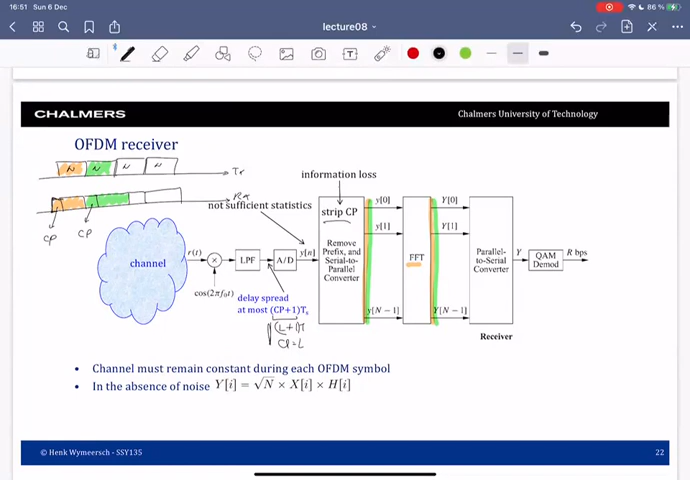 16:51 Sun 6 Dec
86 %
lecture08
CHALMERS
Chalmers University of Technology
OFDM receiver
N N N N
Tx
Rx
CP CP
information loss
not sufficient statistics
strip CP
Remove
Prefix, and
Serial-to-
Parallel
Converter
y[0]
y[1]
y[N − 1]
FFT
Y[0]
Y[1]
Y[N−1]
Parallel-
to-Serial
Converter
Y
QAM
Demod
R bps
Receiver
channel
r(t)
×
cos(2πf₀t)
LPF
A/D
y[n]
delay spread
at most (CP+1)Tₛ
(L+1)T
CP=L
• Channel must remain constant during each OFDM symbol
• In the absence of noise Y[i] = √N × X[i] × H[i]
© Henk Wymeersch - SSY135
22